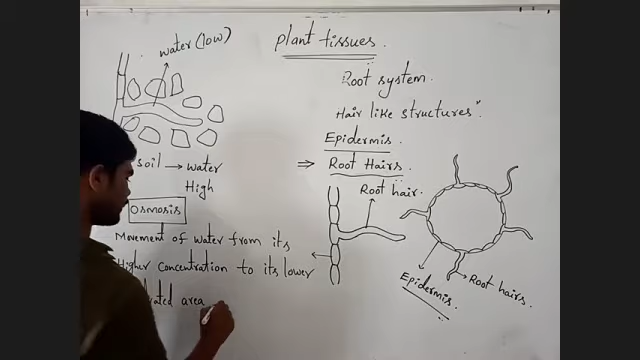 Plant tissues
water (low)
Root system.
Hair like structures"
Epidermis
⇒ Root Hairs
soil → water
High
Osmosis
Movement of water from its
Higher concentration to its lower
area
Root hair.
Epidermis.
Root hairs.